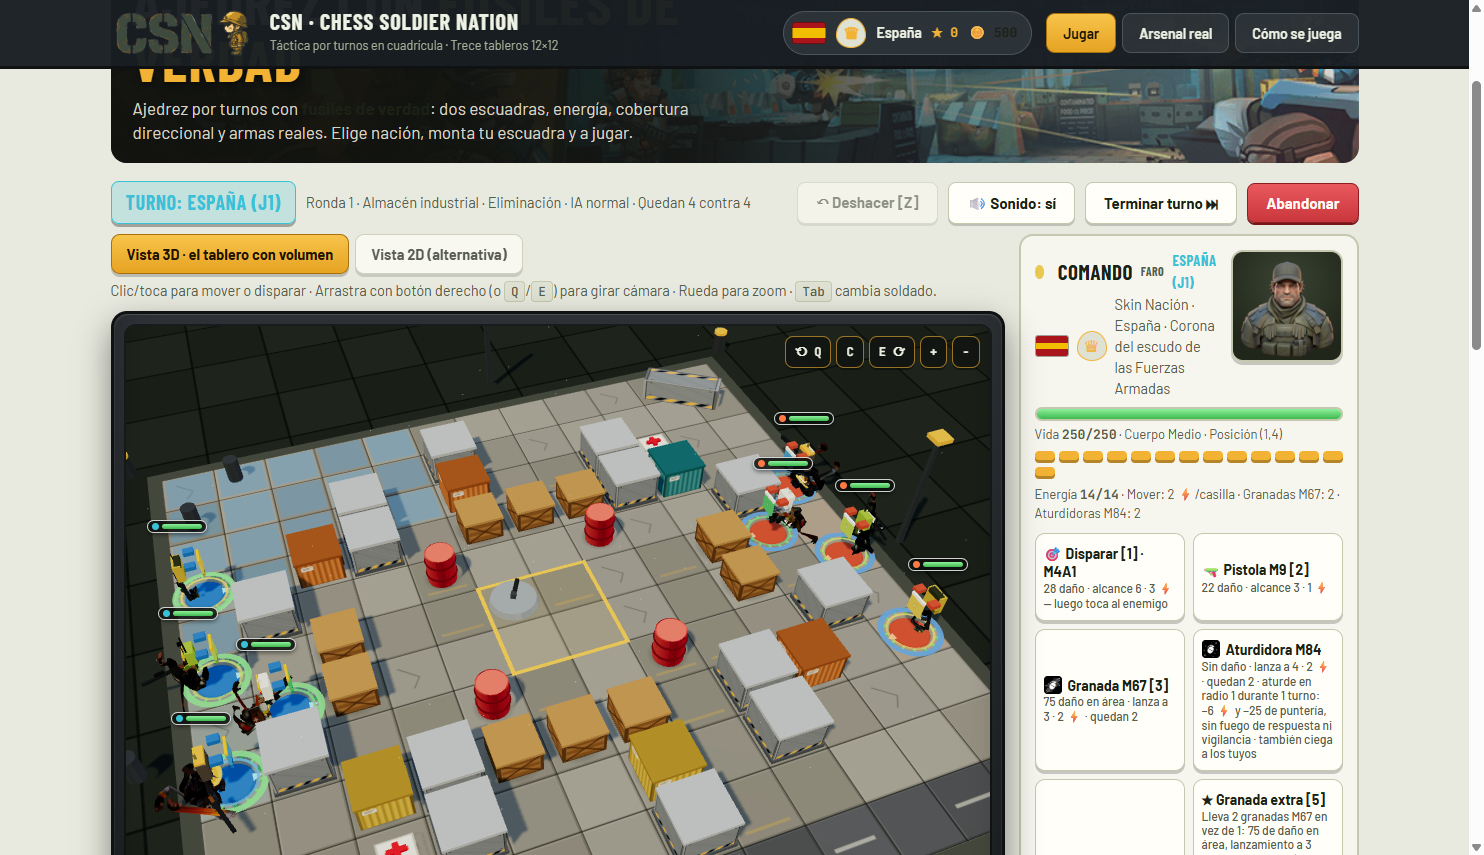 AJEDREZ CON FUSILES DE
CSN
CSN · CHESS SOLDIER NATION
Táctica por turnos en cuadrícula · Trece tableros 12×12
España ★ 0 500
Jugar
Arsenal real
Cómo se juega
VERDAD
Ajedrez por turnos con fusiles de verdad: dos escuadras, energía, cobertura
direccional y armas reales. Elige nación, monta tu escuadra y a jugar.
TURNO: ESPAÑA (J1)
Ronda 1 · Almacén industrial · Eliminación · IA normal · Quedan 4 contra 4
Deshacer [Z]
Sonido: sí
Terminar turno
Abandonar
Vista 3D · el tablero con volumen
Vista 2D (alternativa)
Clic/toca para mover o disparar · Arrastra con botón derecho (o Q / E ) para girar cámara · Rueda para zoom · Tab cambia soldado.
Q
C
E
+
-
COMANDO FARO ESPAÑA
(J1)
Skin Nación ·
España · Corona
del escudo de
las Fuerzas
Armadas
Vida 250/250 · Cuerpo Medio · Posición (1,4)
Energía 14/14 · Mover: 2 ⚡/casilla · Granadas M67: 2 ·
Aturdidoras M84: 2
Disparar [1] ·
M4A1
28 daño · alcance 6 · 3 ⚡
— luego toca al enemigo
Pistola M9 [2]
22 daño · alcance 3 · 1 ⚡
Granada M67 [3]
75 daño en área · lanza a
3 · 2 ⚡ · quedan 2
Aturdidora M84
Sin daño · lanza a 4 · 2 ⚡
· quedan 2 · aturde en
radio 1 durante 1 turno:
−6 ⚡ y −25 de puntería,
sin fuego de respuesta ni
vigilancia · también ciega
a los tuyos
★ Granada extra [5]
Lleva 2 granadas M67 en
vez de 1: 75 de daño en
área, lanzamiento a 3